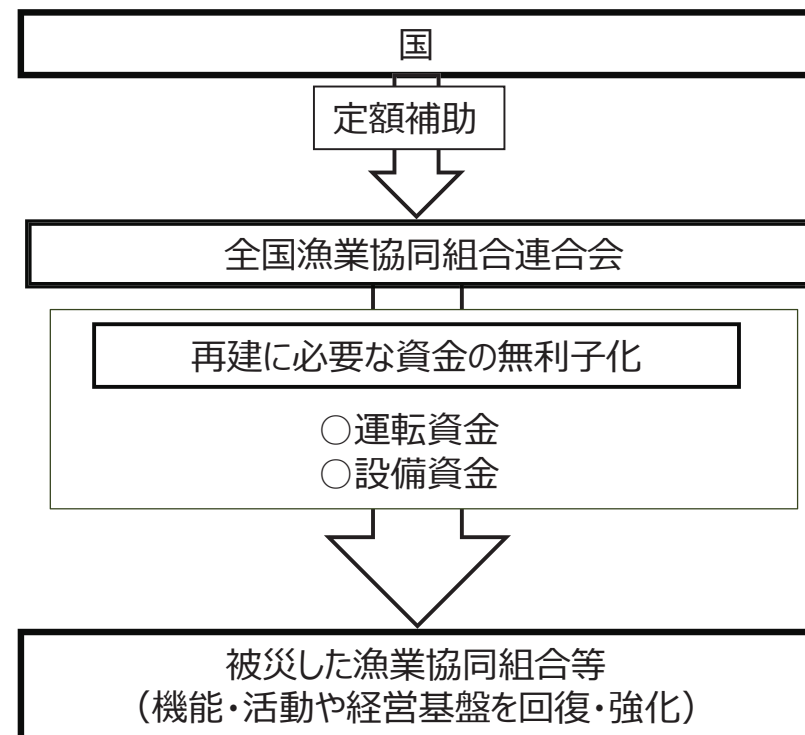 国
定額補助
全国漁業協同組合連合会
再建に必要な資金の無利子化
○運転資金
○設備資金
被災した漁業協同組合等
（機能・活動や経営基盤を回復・強化）